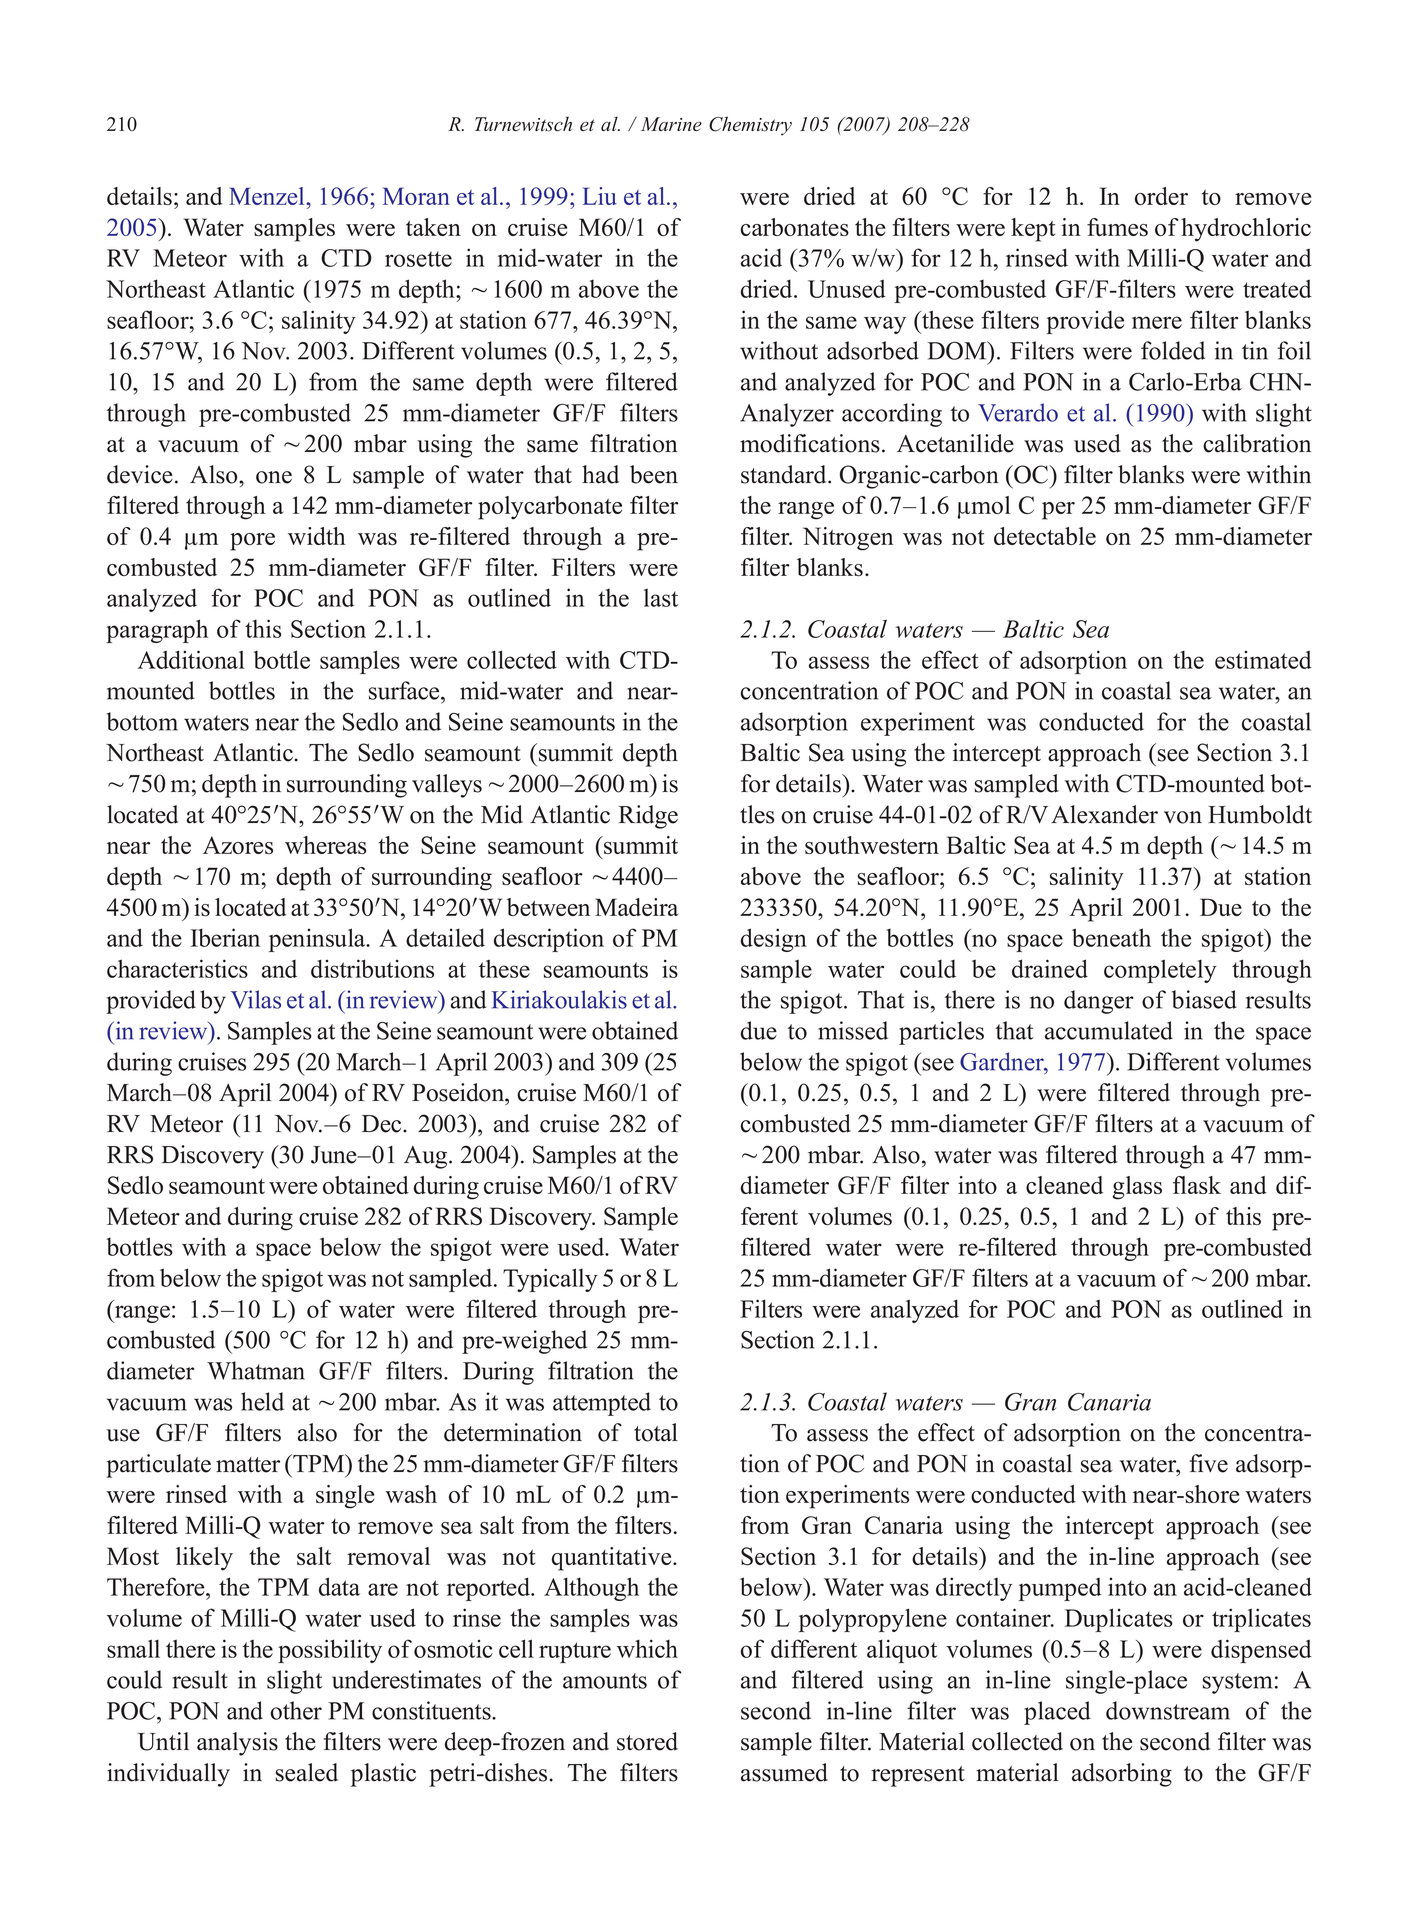 210
R. Turnewitsch et al. / Marine Chemistry 105 (2007) 208–228
details; and Menzel, 1966; Moran et al., 1999; Liu et al.,
2005). Water samples were taken on cruise M60/1 of
RV Meteor with a CTD rosette in mid-water in the
Northeast Atlantic (1975 m depth; ~1600 m above the
seafloor; 3.6 °C; salinity 34.92) at station 677, 46.39°N,
16.57°W, 16 Nov. 2003. Different volumes (0.5, 1, 2, 5,
10, 15 and 20 L) from the same depth were filtered
through pre-combusted 25 mm-diameter GF/F filters
at a vacuum of ~200 mbar using the same filtration
device. Also, one 8 L sample of water that had been
filtered through a 142 mm-diameter polycarbonate filter
of 0.4 μm pore width was re-filtered through a pre-
combusted 25 mm-diameter GF/F filter. Filters were
analyzed for POC and PON as outlined in the last
paragraph of this Section 2.1.1.
Additional bottle samples were collected with CTD-
mounted bottles in the surface, mid-water and near-
bottom waters near the Sedlo and Seine seamounts in the
Northeast Atlantic. The Sedlo seamount (summit depth
~750 m; depth in surrounding valleys ~2000–2600 m) is
located at 40°25′N, 26°55′W on the Mid Atlantic Ridge
near the Azores whereas the Seine seamount (summit
depth ~170 m; depth of surrounding seafloor ~4400–
4500 m) is located at 33°50′N, 14°20′W between Madeira
and the Iberian peninsula. A detailed description of PM
characteristics and distributions at these seamounts is
provided by Vilas et al. (in review) and Kiriakoulakis et al.
(in review). Samples at the Seine seamount were obtained
during cruises 295 (20 March–1 April 2003) and 309 (25
March–08 April 2004) of RV Poseidon, cruise M60/1 of
RV Meteor (11 Nov.–6 Dec. 2003), and cruise 282 of
RRS Discovery (30 June–01 Aug. 2004). Samples at the
Sedlo seamount were obtained during cruise M60/1 of RV
Meteor and during cruise 282 of RRS Discovery. Sample
bottles with a space below the spigot were used. Water
from below the spigot was not sampled. Typically 5 or 8 L
(range: 1.5–10 L) of water were filtered through pre-
combusted (500 °C for 12 h) and pre-weighed 25 mm-
diameter Whatman GF/F filters. During filtration the
vacuum was held at ~200 mbar. As it was attempted to
use GF/F filters also for the determination of total
particulate matter (TPM) the 25 mm-diameter GF/F filters
were rinsed with a single wash of 10 mL of 0.2 μm-
filtered Milli-Q water to remove sea salt from the filters.
Most likely the salt removal was not quantitative.
Therefore, the TPM data are not reported. Although the
volume of Milli-Q water used to rinse the samples was
small there is the possibility of osmotic cell rupture which
could result in slight underestimates of the amounts of
POC, PON and other PM constituents.
Until analysis the filters were deep-frozen and stored
individually in sealed plastic petri-dishes. The filters
were dried at 60 °C for 12 h. In order to remove
carbonates the filters were kept in fumes of hydrochloric
acid (37% w/w) for 12 h, rinsed with Milli-Q water and
dried. Unused pre-combusted GF/F-filters were treated
in the same way (these filters provide mere filter blanks
without adsorbed DOM). Filters were folded in tin foil
and analyzed for POC and PON in a Carlo-Erba CHN-
Analyzer according to Verardo et al. (1990) with slight
modifications. Acetanilide was used as the calibration
standard. Organic-carbon (OC) filter blanks were within
the range of 0.7–1.6 μmol C per 25 mm-diameter GF/F
filter. Nitrogen was not detectable on 25 mm-diameter
filter blanks.
2.1.2. Coastal waters — Baltic Sea
To assess the effect of adsorption on the estimated
concentration of POC and PON in coastal sea water, an
adsorption experiment was conducted for the coastal
Baltic Sea using the intercept approach (see Section 3.1
for details). Water was sampled with CTD-mounted bot-
tles on cruise 44-01-02 of R/V Alexander von Humboldt
in the southwestern Baltic Sea at 4.5 m depth (~14.5 m
above the seafloor; 6.5 °C; salinity 11.37) at station
233350, 54.20°N, 11.90°E, 25 April 2001. Due to the
design of the bottles (no space beneath the spigot) the
sample water could be drained completely through
the spigot. That is, there is no danger of biased results
due to missed particles that accumulated in the space
below the spigot (see Gardner, 1977). Different volumes
(0.1, 0.25, 0.5, 1 and 2 L) were filtered through pre-
combusted 25 mm-diameter GF/F filters at a vacuum of
~200 mbar. Also, water was filtered through a 47 mm-
diameter GF/F filter into a cleaned glass flask and dif-
ferent volumes (0.1, 0.25, 0.5, 1 and 2 L) of this pre-
filtered water were re-filtered through pre-combusted
25 mm-diameter GF/F filters at a vacuum of ~200 mbar.
Filters were analyzed for POC and PON as outlined in
Section 2.1.1.
2.1.3. Coastal waters — Gran Canaria
To assess the effect of adsorption on the concentra-
tion of POC and PON in coastal sea water, five adsorp-
tion experiments were conducted with near-shore waters
from Gran Canaria using the intercept approach (see
Section 3.1 for details) and the in-line approach (see
below). Water was directly pumped into an acid-cleaned
50 L polypropylene container. Duplicates or triplicates
of different aliquot volumes (0.5–8 L) were dispensed
and filtered using an in-line single-place system: A
second in-line filter was placed downstream of the
sample filter. Material collected on the second filter was
assumed to represent material adsorbing to the GF/F